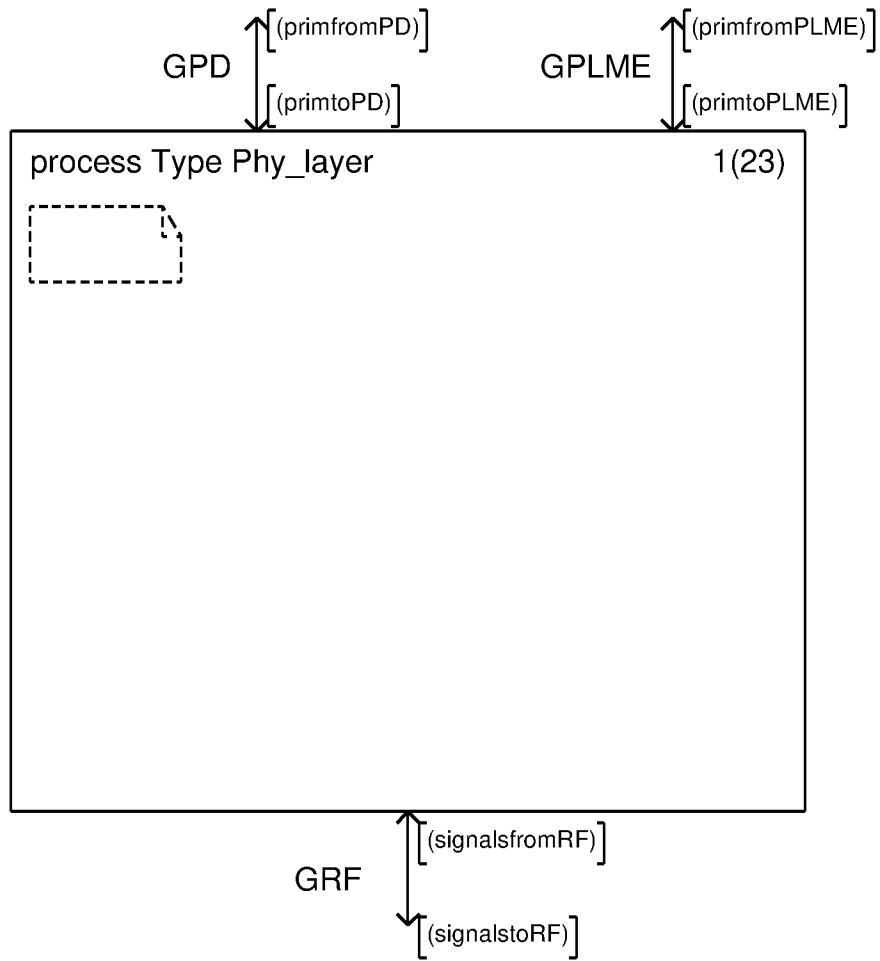 [(primfromPD)]
[(primfromPLME)]
GPD
GPLME
[(primtoPD)]
[(primtoPLME)]
process Type Phy_layer
1(23)
[(signalsfromRF)]
GRF
[(signalstoRF)]